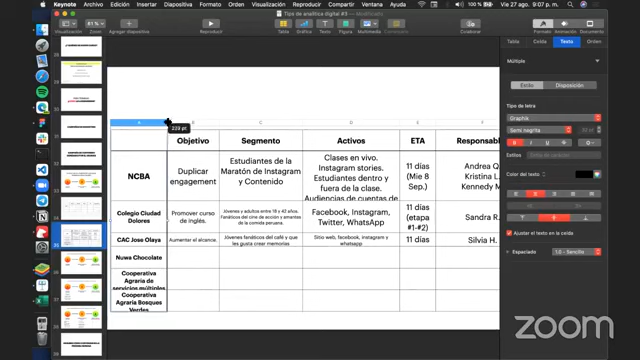 Keynote Archivo Edición Insertar Diapositiva Formato Orden Visualización Reproducir Compartir Ventana Ayuda 100 % Vie 27 ago. 9:07 p. m.
Tips de analítica digital #3 — Modificado
81 %
Visualización Zoom Agregar diapositiva Reproducir Tabla Gráfica Texto Figura Multimedia Comentario Colaborar Formato Animación Documento
Tabla Celda Texto Orden
Múltiple
Estilo Disposición
Tipo de letra
Graphik
Semi negrita
Estilos
Color del texto
Ajustar el texto en la celda
Espaciado 1.0 - Sencillo
A B C D E F
223 pt
Objetivo Segmento Activos ETA Responsabl
NCBA
Duplicar
engagement
Estudiantes de la
Maratón de Instagram
y Contenido
Clases en vivo.
Instagram stories.
Estudiantes dentro y
fuera de la clase.
Audiencias de cuentas de
11 días
(Mie 8
Sep.)
Andrea Q
Kristina L.
Kennedy M
Colegio Ciudad
Dolores
Promover curso
de inglés.
Jóvenes y adultos entre 18 y 42 años.
Fanáticos del cine de acción y amantes
de la comida peruana.
Facebook, Instagram,
Twitter, WhatsApp
11 días
(etapa
#1-#2)
Sandra R.
CAC Jose Olaya
Aumentar el alcance.
Jóvenes fanáticos del café y que
les gusta crear memorias
Sitio web, facebook, instagram y
whatsapp
11 días
Silvia H.
Nuwa Chocolate
Cooperativa
Agraria de
servicios múltiples
Cooperativa
Agraria Bosques
Verdes
zoom